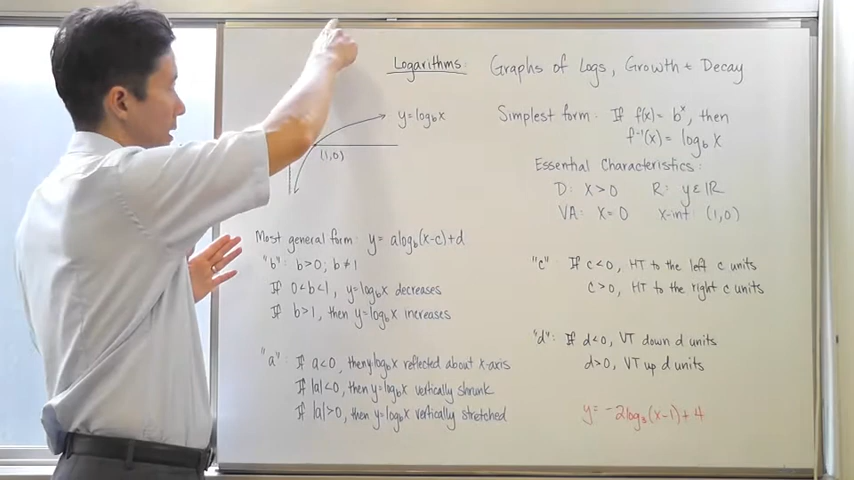 Logarithms: Graphs of Logs, Growth & Decay
y=log_b x
(1,0)
Simplest form: If f(x) = b^x, then
f^-1(x) = log_b x
Essential Characteristics:
D: x>0 R: y∈ℝ
VA: x=0 x-int (1,0)
Most general form: y= alog_b(x-c)+d
"b": b>0; b≠1
If 0<b<1, y=log_b x decreases
If b>1, then y=log_b x increases
"a": If a<0, then y=log_b x reflected about x-axis
If |a|<0, then y=log_b x vertically shrunk
If |a|>0, then y=log_b x vertically stretched
"c" If c<0, HT to the left c units
c>0, HT to the right c units
"d": If d<0, VT down d units
d>0, VT up d units
y= -2log_3(x-1)+4